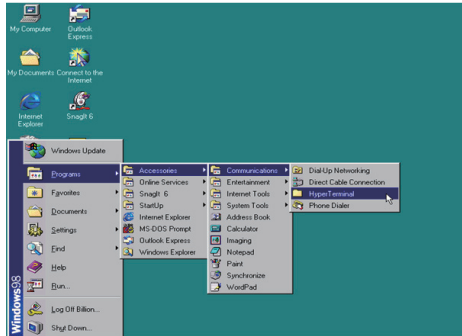 My Computer
Outlook
Express
My Documents
Connect to the
Internet
Internet
Explorer
SnagIt 6
Windows98
Windows Update
Programs
Favorites
Documents
Settings
Find
Help
Run...
Log Off Billion...
Shut Down...
Accessories
Online Services
SnagIt 6
StartUp
Internet Explorer
MS-DOS Prompt
Outlook Express
Windows Explorer
Communications
Entertainment
Internet Tools
System Tools
Address Book
Calculator
Imaging
Notepad
Paint
Synchronize
WordPad
Dial-Up Networking
Direct Cable Connection
HyperTerminal
Phone Dialer